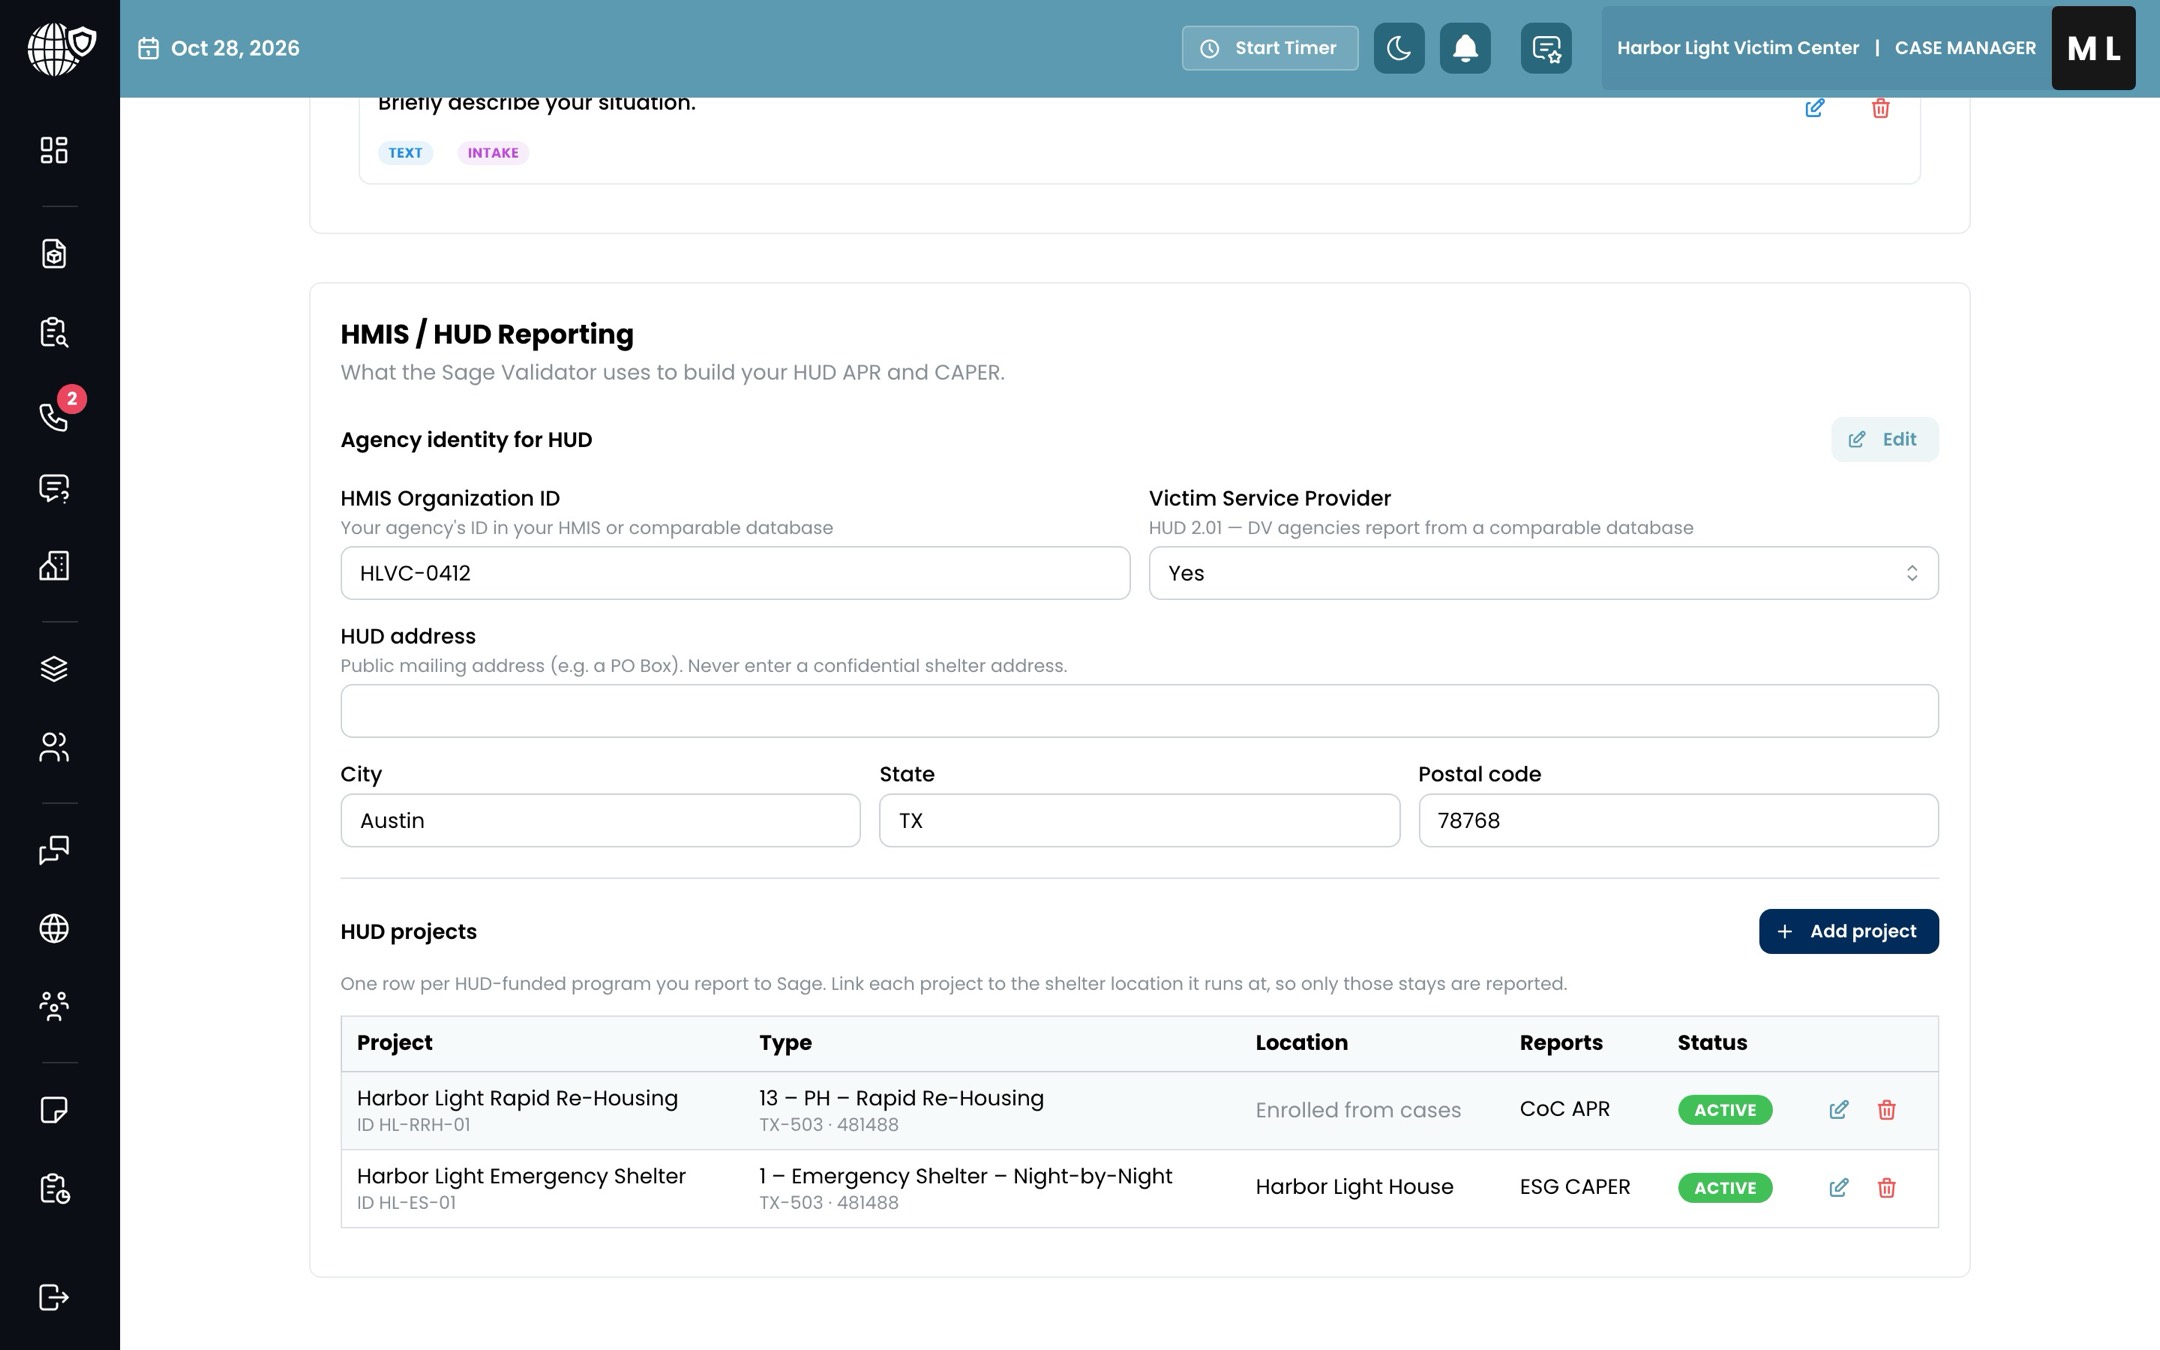 Oct 28, 2026
Start Timer
Harbor Light Victim Center | CASE MANAGER
M L
2
Briefly describe your situation.
TEXT INTAKE
HMIS / HUD Reporting
What the Sage Validator uses to build your HUD APR and CAPER.
Agency identity for HUD
Edit
HMIS Organization ID
Your agency's ID in your HMIS or comparable database
HLVC-0412
Victim Service Provider
HUD 2.01 — DV agencies report from a comparable database
Yes
HUD address
Public mailing address (e.g. a PO Box). Never enter a confidential shelter address.
City
Austin
State
TX
Postal code
78768
HUD projects
+ Add project
One row per HUD-funded program you report to Sage. Link each project to the shelter location it runs at, so only those stays are reported.
Project Type Location Reports Status
Harbor Light Rapid Re-Housing 13 – PH – Rapid Re-Housing Enrolled from cases CoC APR ACTIVE
ID HL-RRH-01 TX-503 · 481488
Harbor Light Emergency Shelter 1 – Emergency Shelter – Night-by-Night Harbor Light House ESG CAPER ACTIVE
ID HL-ES-01 TX-503 · 481488